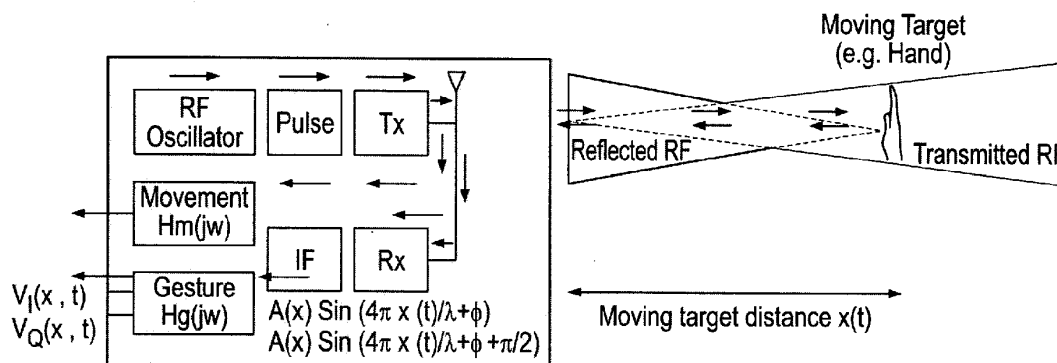 Moving Target
(e.g. Hand)
RF
Oscillator
Pulse
Tx
Reflected RF
Transmitted RF
Movement
Hm(jw)
IF
Rx
Gesture
Hg(jw)
V_I(x , t)
V_Q(x , t)
A(x) Sin (4π x (t)/λ+ϕ)
A(x) Sin (4π x (t)/λ+ϕ +π/2)
Moving target distance x(t)